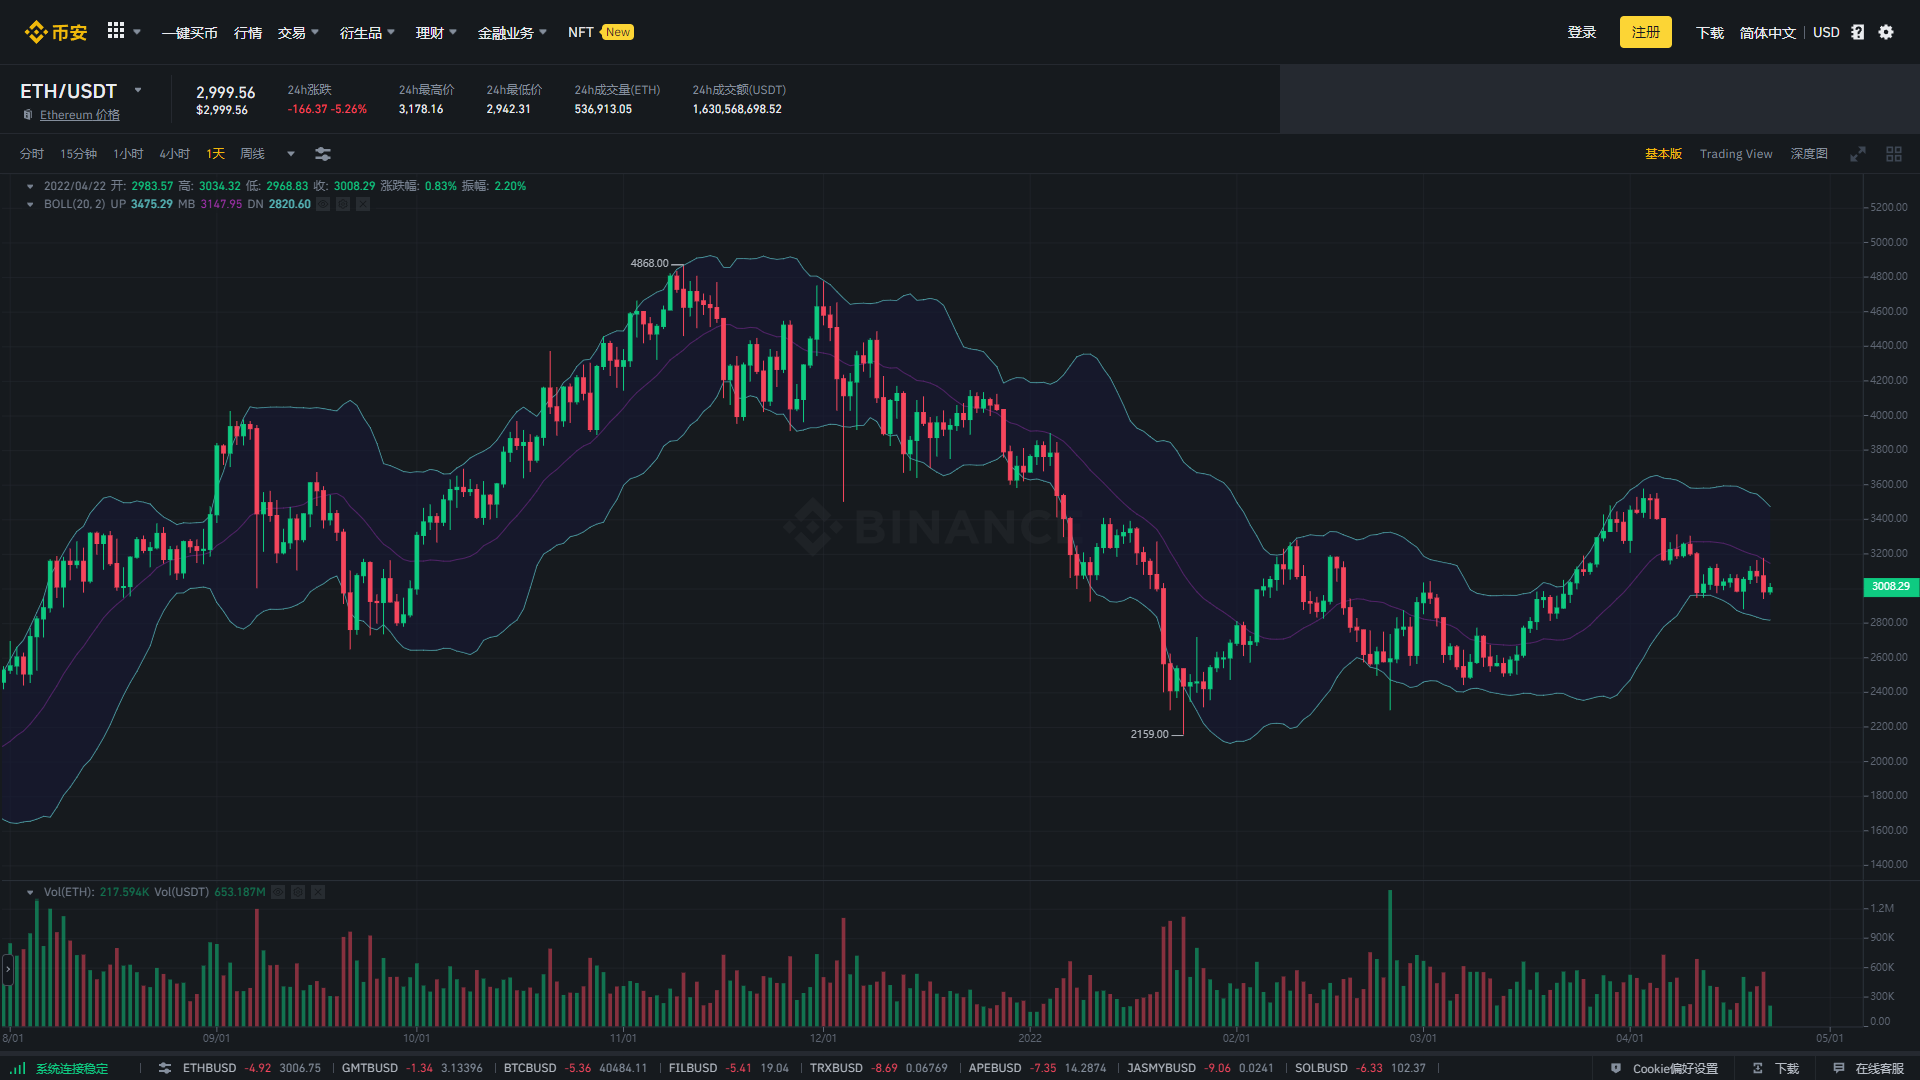 币安 一键买币 行情 交易 衍生品 理财 金融业务 NFT New 登录 注册 下载 简体中文 USD
ETH/USDT
Ethereum 价格
2,999.56
$2,999.56
24h涨跌
-166.37 -5.26%
24h最高价
3,178.16
24h最低价
2,942.31
24h成交量(ETH)
536,913.05
24h成交额(USDT)
1,630,568,698.52
分时 15分钟 1小时 4小时 1天 周线 基本版 Trading View 深度图
2022/04/22 开: 2983.57 高: 3034.32 低: 2968.83 收: 3008.29 涨跌幅: 0.83% 振幅: 2.20%
BOLL(20, 2) UP 3475.29 MB 3147.95 DN 2820.60
5200.00
5000.00
4868.00
4800.00
4600.00
4400.00
4200.00
4000.00
3800.00
3600.00
3400.00
BINANC
3200.00
3008.29
2800.00
2600.00
2400.00
2200.00
2159.00
2000.00
1800.00
1600.00
1400.00
Vol(ETH): 217.594K Vol(USDT) 653.187M
1.2M
900K
600K
300K
0.00
8/01 09/01 10/01 11/01 12/01 2022 02/01 03/01 04/01 05/01
系统连接稳定 ETHBUSD -4.92 3006.75 GMTBUSD -1.34 3.13396 BTCBUSD -5.36 40484.11 FILBUSD -5.41 19.04 TRXBUSD -8.69 0.06769 APEBUSD -7.35 14.2874 JASMYBUSD -9.06 0.0241 SOLBUSD -6.33 102.37 Cookie偏好设置 下载 在线客服